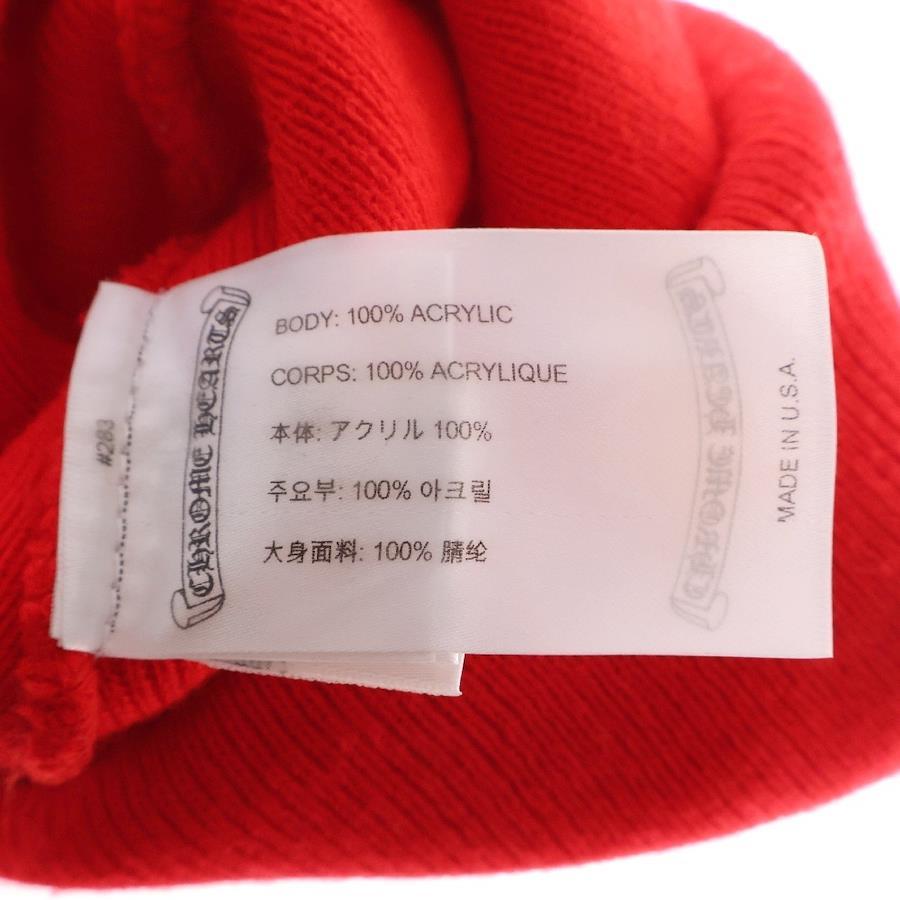 BODY: 100% ACRYLIC
CORPS: 100% ACRYLIQUE
本体: アクリル 100%
주요부: 100% 아크릴
大身面料: 100% 腈纶
CHROME HEARTS
#283
MADE IN U.S.A.
CHROME HEARTS